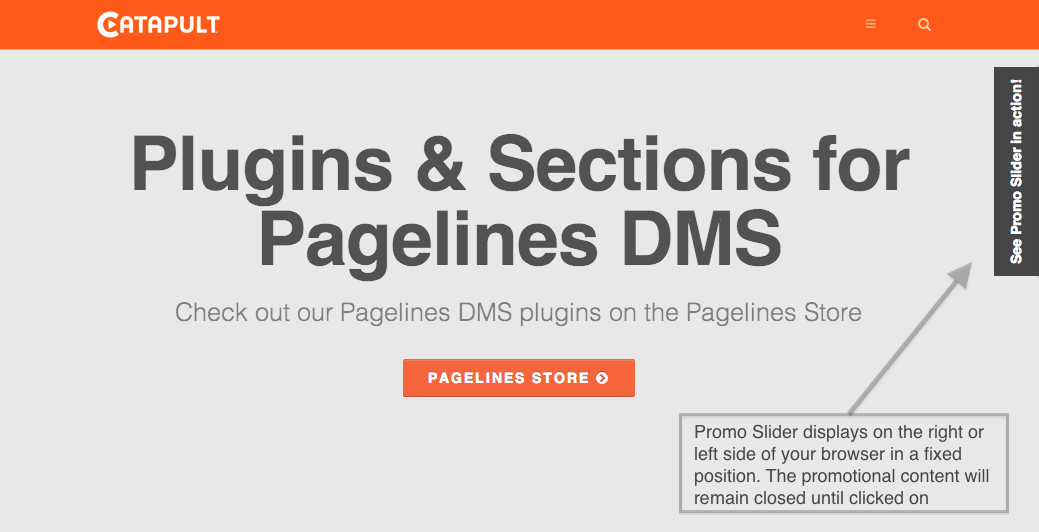 CATAPULT
See Promo Slider in action!
Plugins & Sections for
Pagelines DMS
Check out our Pagelines DMS plugins on the Pagelines Store
PAGELINES STORE
Promo Slider displays on the right or
left side of your browser in a fixed
position. The promotional content will
remain closed until clicked on